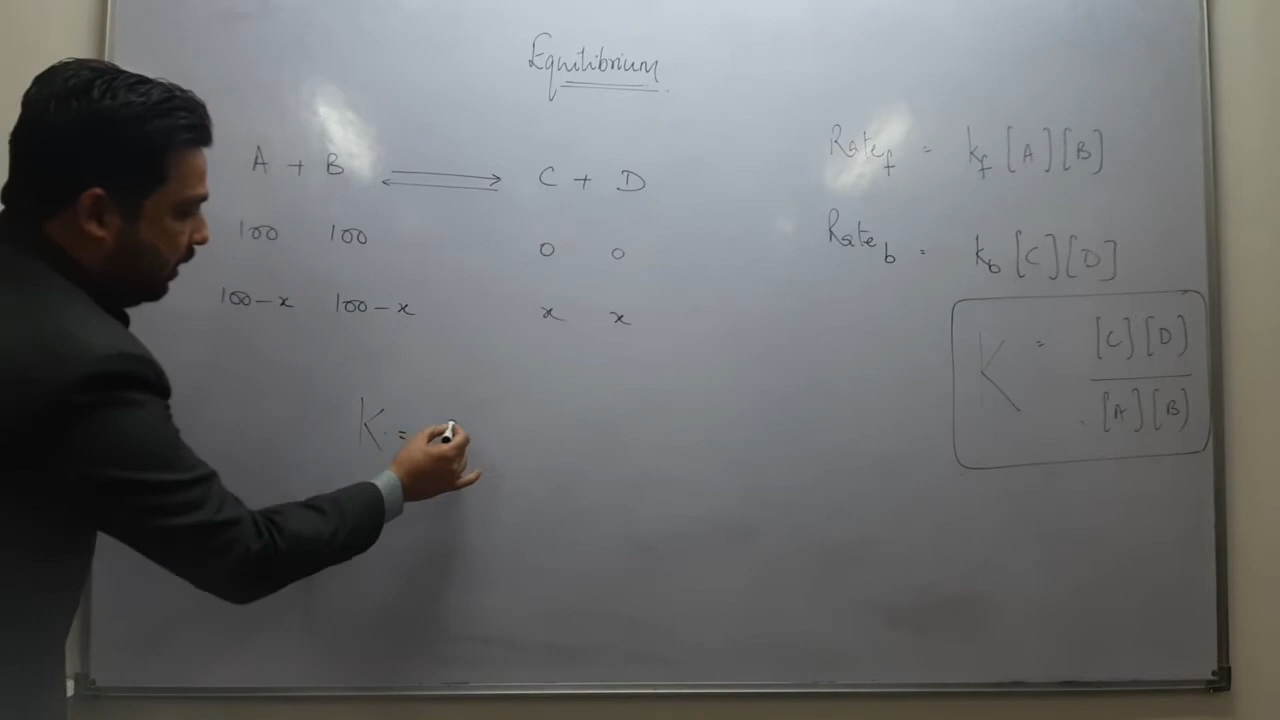 Equilibrium
A + B ⇌ C + D
100 100 0 0
100-x 100-x x x
K =
Rate_f = k_f [A][B]
Rate_b = k_b [C][D]
K = [C][D]
[A][B]